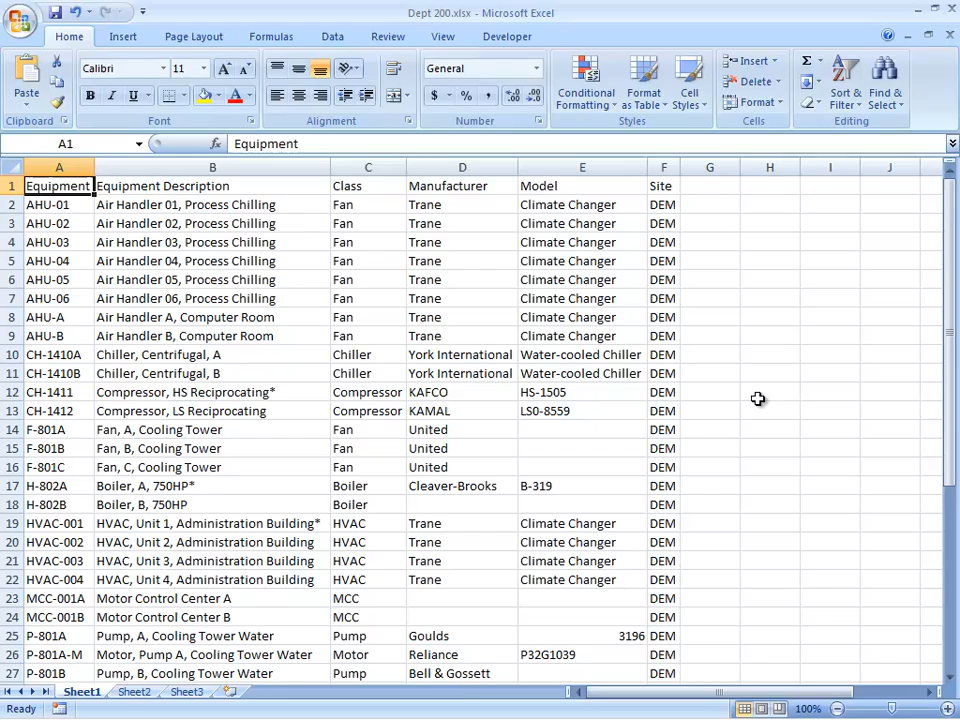 Dept 200.xlsx - Microsoft Excel
Home Insert Page Layout Formulas Data Review View Developer
Paste Calibri 11 A A General Conditional Formatting Format as Table Cell Styles Insert Delete Format Sort & Filter Find & Select
B I U A $ % , .00
Clipboard Font Alignment Number Styles Cells Editing
A1 fx Equipment
A B C D E F G H I J
1 Equipment Equipment Description Class Manufacturer Model Site
2 AHU-01 Air Handler 01, Process Chilling Fan Trane Climate Changer DEM
3 AHU-02 Air Handler 02, Process Chilling Fan Trane Climate Changer DEM
4 AHU-03 Air Handler 03, Process Chilling Fan Trane Climate Changer DEM
5 AHU-04 Air Handler 04, Process Chilling Fan Trane Climate Changer DEM
6 AHU-05 Air Handler 05, Process Chilling Fan Trane Climate Changer DEM
7 AHU-06 Air Handler 06, Process Chilling Fan Trane Climate Changer DEM
8 AHU-A Air Handler A, Computer Room Fan Trane Climate Changer DEM
9 AHU-B Air Handler B, Computer Room Fan Trane Climate Changer DEM
10 CH-1410A Chiller, Centrifugal, A Chiller York International Water-cooled Chiller DEM
11 CH-1410B Chiller, Centrifugal, B Chiller York International Water-cooled Chiller DEM
12 CH-1411 Compressor, HS Reciprocating* Compressor KAFCO HS-1505 DEM
13 CH-1412 Compressor, LS Reciprocating Compressor KAMAL LS0-8559 DEM
14 F-801A Fan, A, Cooling Tower Fan United DEM
15 F-801B Fan, B, Cooling Tower Fan United DEM
16 F-801C Fan, C, Cooling Tower Fan United DEM
17 H-802A Boiler, A, 750HP* Boiler Cleaver-Brooks B-319 DEM
18 H-802B Boiler, B, 750HP Boiler DEM
19 HVAC-001 HVAC, Unit 1, Administration Building* HVAC Trane Climate Changer DEM
20 HVAC-002 HVAC, Unit 2, Administration Building HVAC Trane Climate Changer DEM
21 HVAC-003 HVAC, Unit 3, Administration Building HVAC Trane Climate Changer DEM
22 HVAC-004 HVAC, Unit 4, Administration Building HVAC Trane Climate Changer DEM
23 MCC-001A Motor Control Center A MCC DEM
24 MCC-001B Motor Control Center B MCC DEM
25 P-801A Pump, A, Cooling Tower Water Pump Goulds 3196 DEM
26 P-801A-M Motor, Pump A, Cooling Tower Water Motor Reliance P32G1039 DEM
27 P-801B Pump, B, Cooling Tower Water Pump Bell & Gossett DEM
Sheet1 Sheet2 Sheet3
Ready 100%